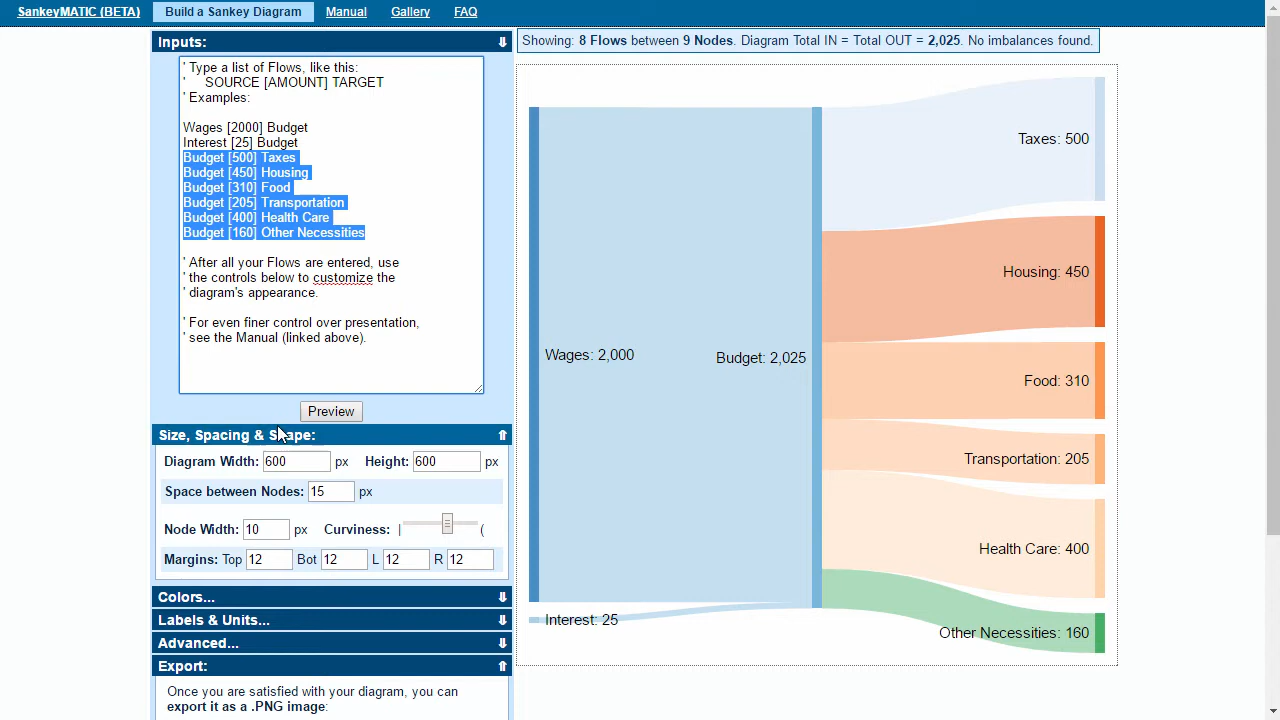 SankeyMATIC (BETA) Build a Sankey Diagram Manual Gallery FAQ
Inputs:
' Type a list of Flows, like this:
' SOURCE [AMOUNT] TARGET
' Examples:
Wages [2000] Budget
Interest [25] Budget
Budget [500] Taxes
Budget [450] Housing
Budget [310] Food
Budget [205] Transportation
Budget [400] Health Care
Budget [160] Other Necessities
' After all your Flows are entered, use
' the controls below to customize the
' diagram's appearance.
' For even finer control over presentation,
' see the Manual (linked above).
Preview
Size, Spacing & Shape:
Diagram Width: 600 px Height: 600 px
Space between Nodes: 15 px
Node Width: 10 px Curviness: | (
Margins: Top 12 Bot 12 L 12 R 12
Colors...
Labels & Units...
Advanced...
Export:
Once you are satisfied with your diagram, you can
export it as a .PNG image:
Showing: 8 Flows between 9 Nodes. Diagram Total IN = Total OUT = 2,025. No imbalances found.
Taxes: 500
Housing: 450
Wages: 2,000
Budget: 2,025
Food: 310
Transportation: 205
Health Care: 400
Interest: 25
Other Necessities: 160